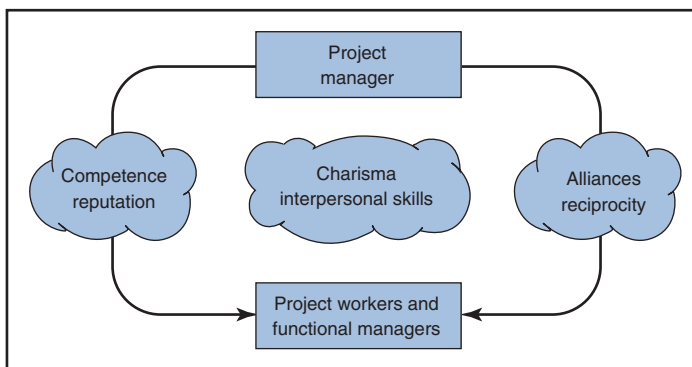 Project
manager
Competence
reputation
Charisma
interpersonal skills
Alliances
reciprocity
Project workers and
functional managers